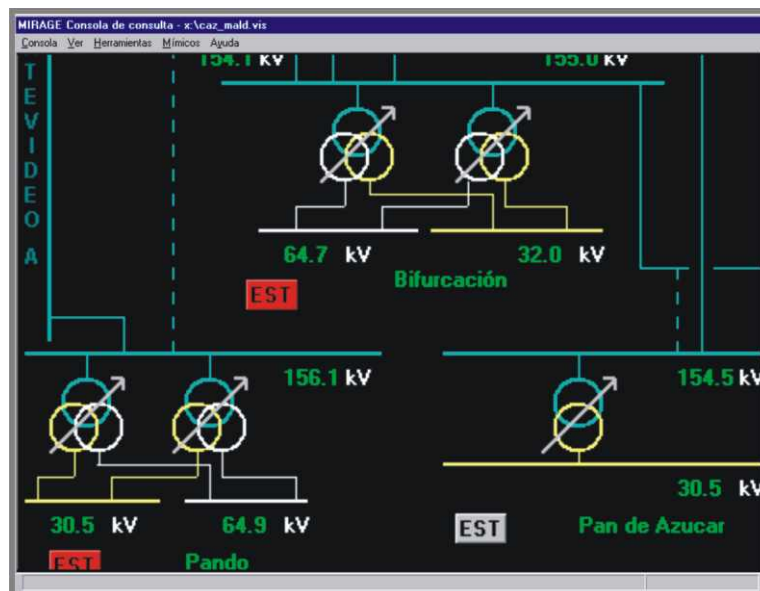 MIRAGE Consola de consulta - x:\caz_mald.vis
Consola Ver Herramientas Mímicos Ayuda
TEVIDEO A
154.1 kV
155.0 kV
64.7 kV
32.0 kV
Bifurcación
EST
156.1 kV
154.5 kV
30.5 kV
30.5 kV
64.9 kV
EST
Pan de Azucar
EST
Pando